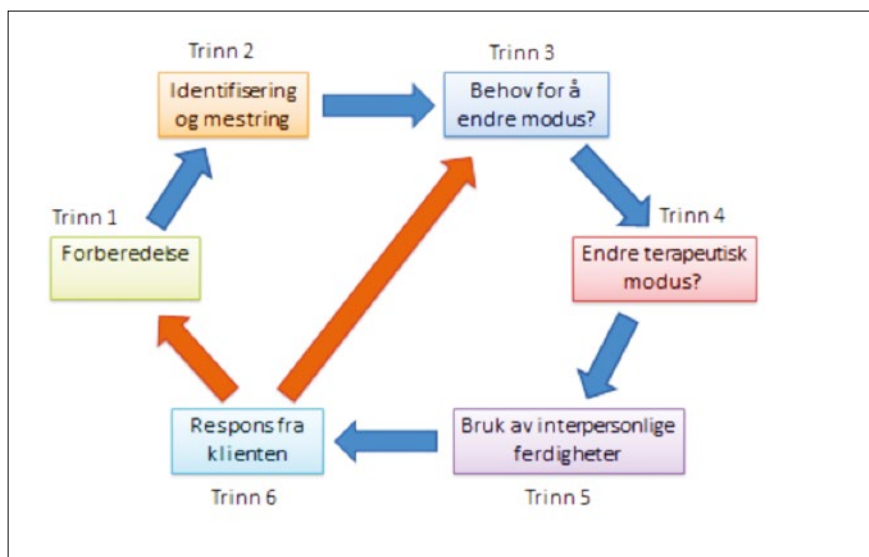 Trinn 2
Identifisering
og mestring
Trinn 3
Behov for å
endre modus?
Trinn 1
Forberedelse
Trinn 4
Endre terapeutisk
modus?
Respons fra
klienten
Trinn 6
Bruk av interpersonlige
ferdigheter
Trinn 5